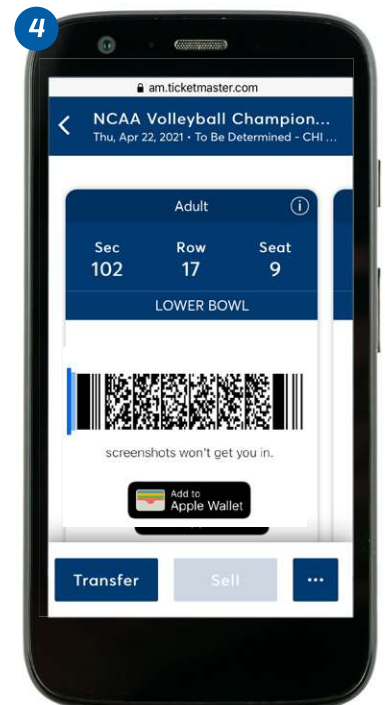 4
am.ticketmaster.com
NCAA Volleyball Champion...
Thu, Apr 22, 2021 • To Be Determined - CHI ...
Adult
Sec Row Seat
102 17 9
LOWER BOWL
screenshots won't get you in.
Add to
Apple Wallet
Transfer Sell ...